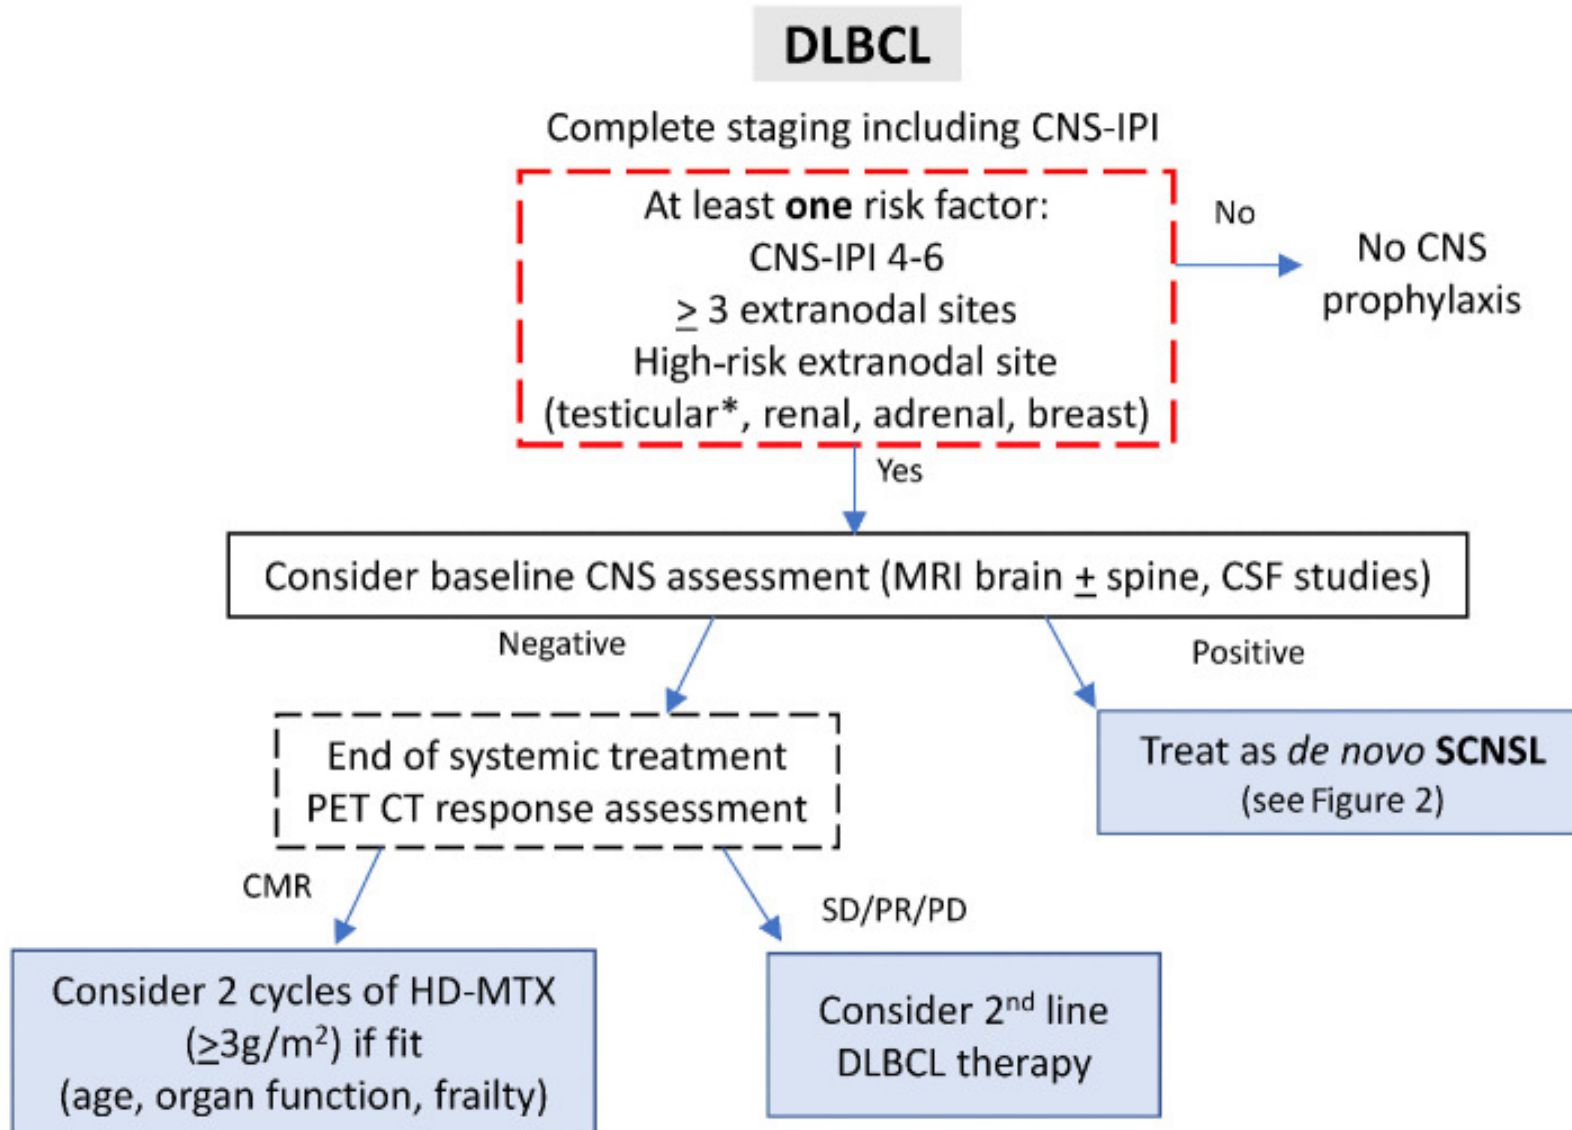 DLBCL
Complete staging including CNS-IPI
At least one risk factor:
CNS-IPI 4-6
≥ 3 extranodal sites
High-risk extranodal site
(testicular*, renal, adrenal, breast)
No
No CNS
prophylaxis
Yes
Consider baseline CNS assessment (MRI brain ± spine, CSF studies)
Negative
Positive
End of systemic treatment
PET CT response assessment
Treat as de novo SCNSL
(see Figure 2)
CMR
SD/PR/PD
Consider 2 cycles of HD-MTX
(≥3g/m²) if fit
(age, organ function, frailty)
Consider 2nd line
DLBCL therapy